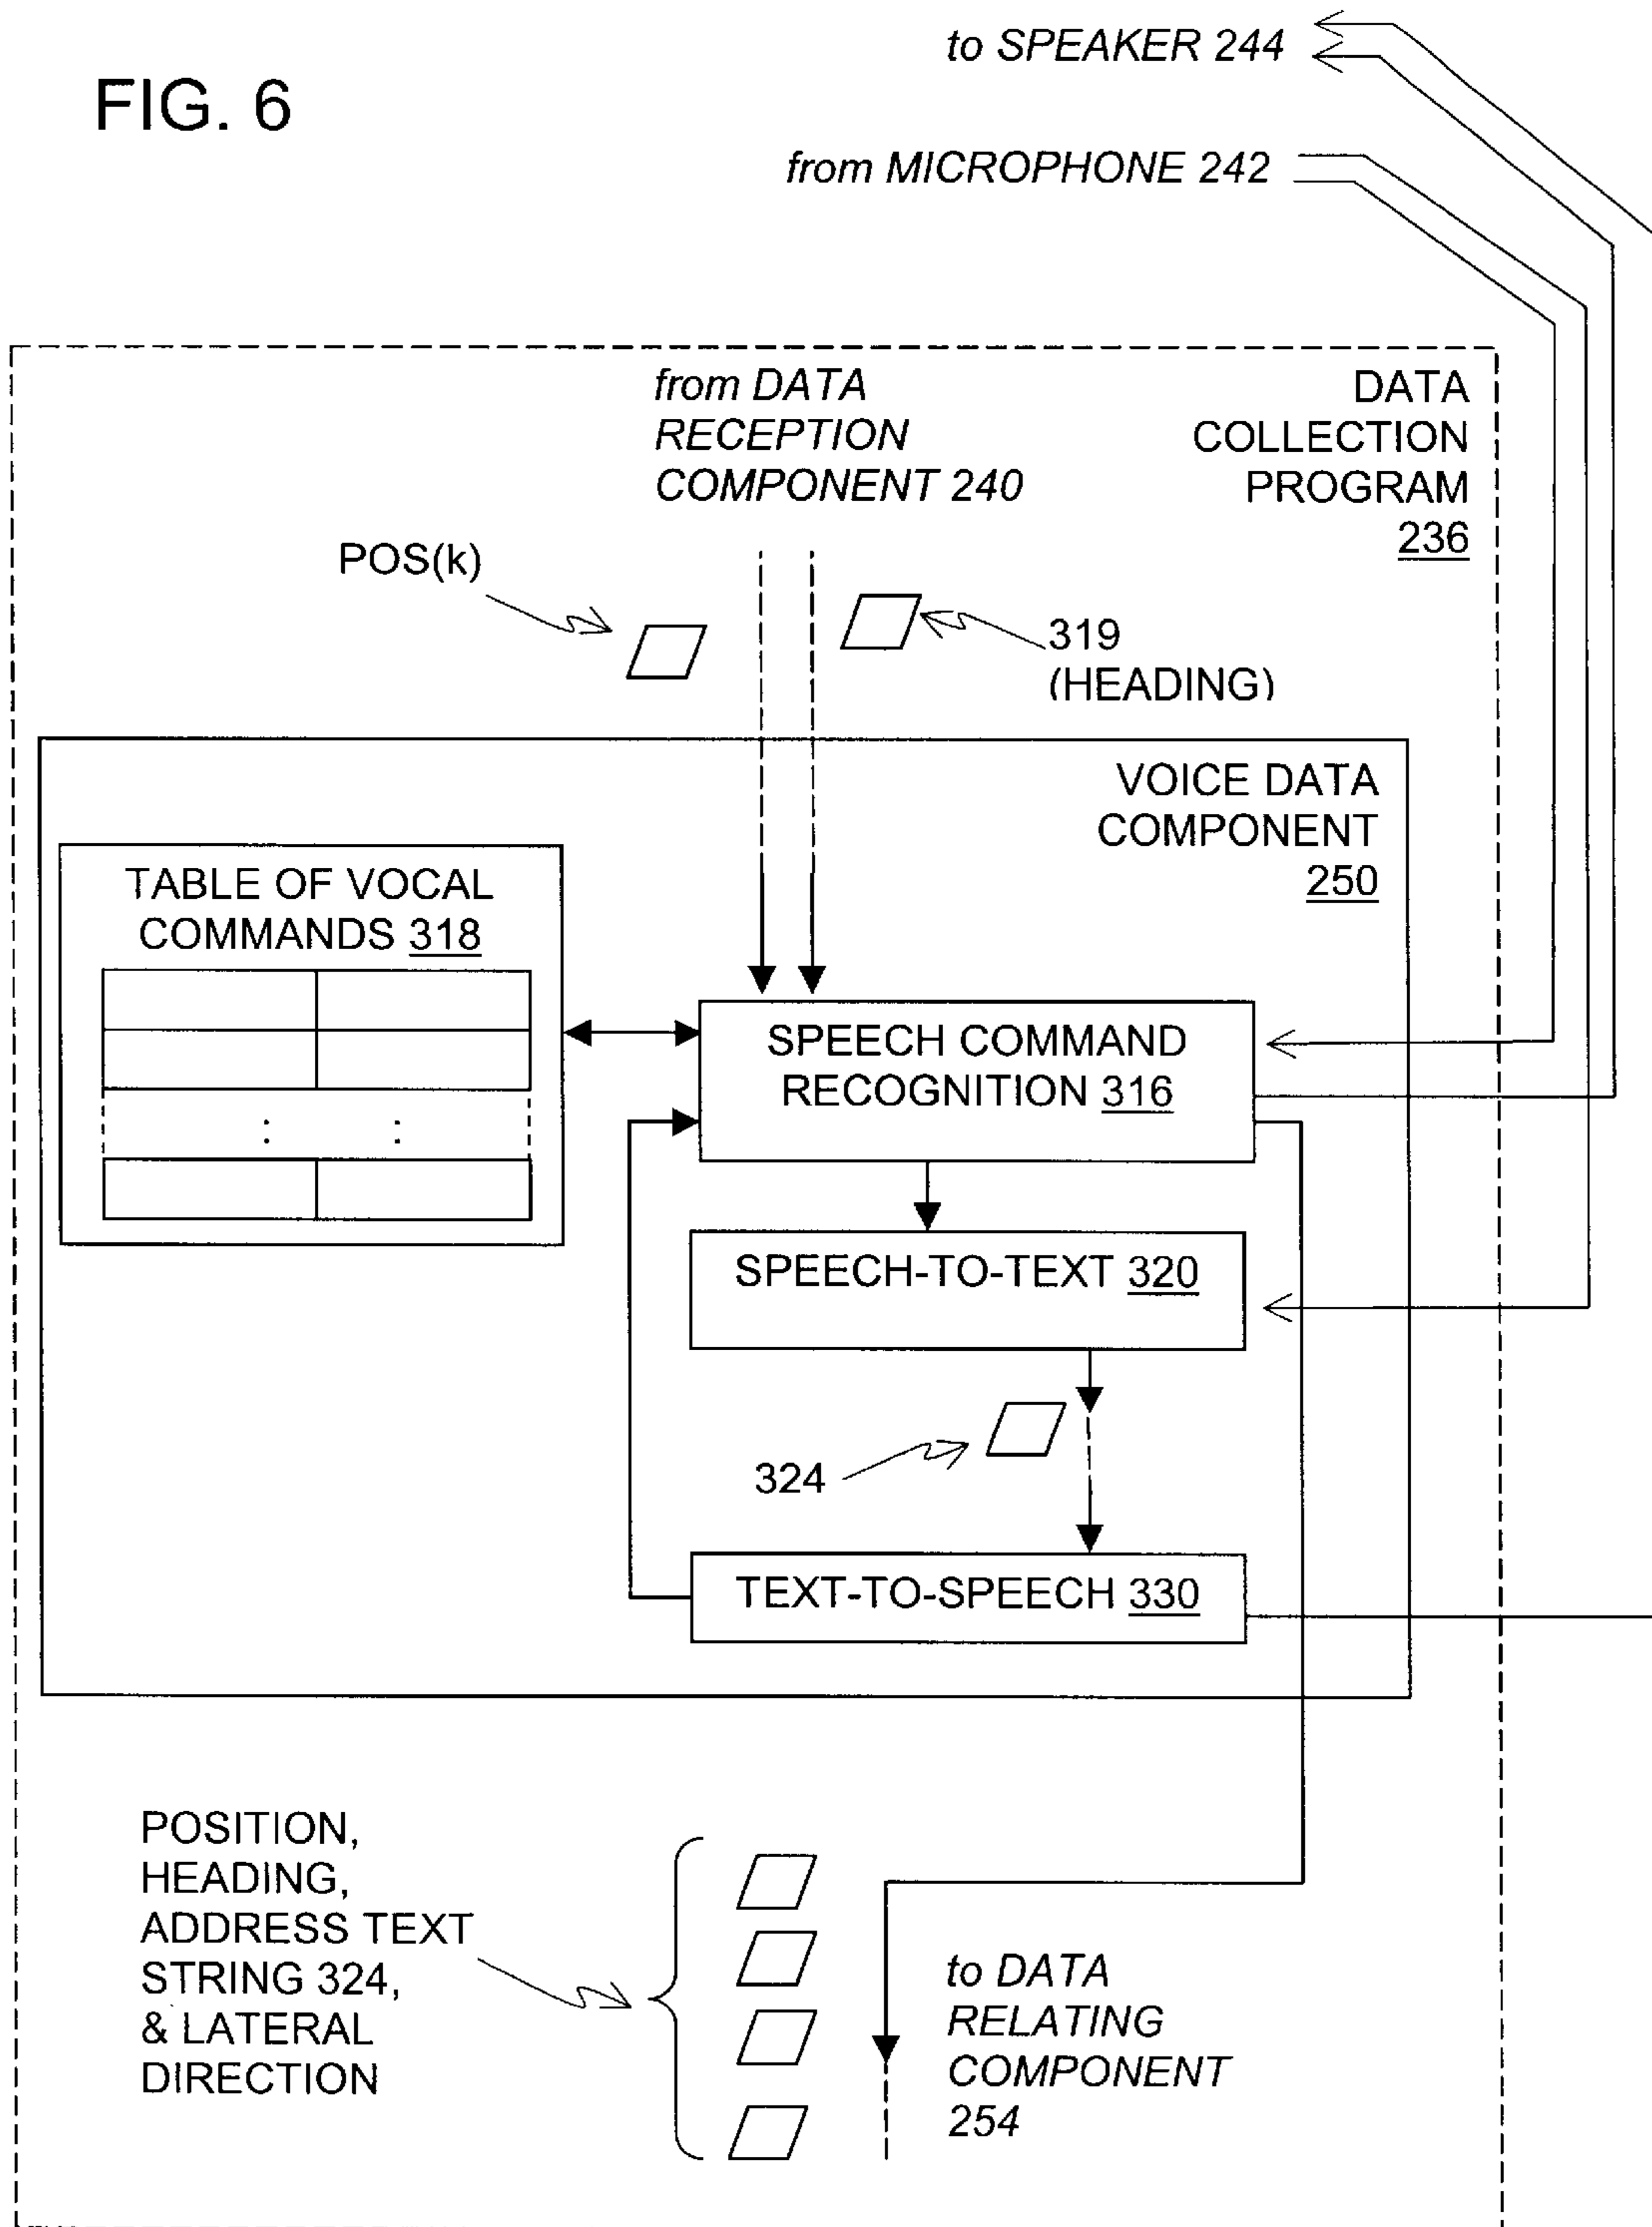 FIG. 6
to SPEAKER 244
from MICROPHONE 242
from DATA
RECEPTION
COMPONENT 240
DATA
COLLECTION
PROGRAM
236
POS(k)
319
(HEADING)
VOICE DATA
COMPONENT
250
TABLE OF VOCAL
COMMANDS 318
: :
SPEECH COMMAND
RECOGNITION 316
SPEECH-TO-TEXT 320
324
TEXT-TO-SPEECH 330
POSITION,
HEADING,
ADDRESS TEXT
STRING 324,
& LATERAL
DIRECTION
to DATA
RELATING
COMPONENT
254